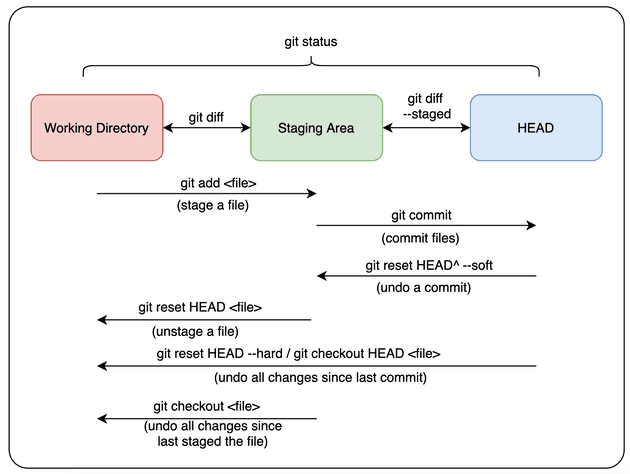 git status
Working Directory
git diff
Staging Area
git diff
--staged
HEAD
git add <file>
(stage a file)
git commit
(commit files)
git reset HEAD^ --soft
(undo a commit)
git reset HEAD <file>
(unstage a file)
git reset HEAD --hard / git checkout HEAD <file>
(undo all changes since last commit)
git checkout <file>
(undo all changes since
last staged the file)